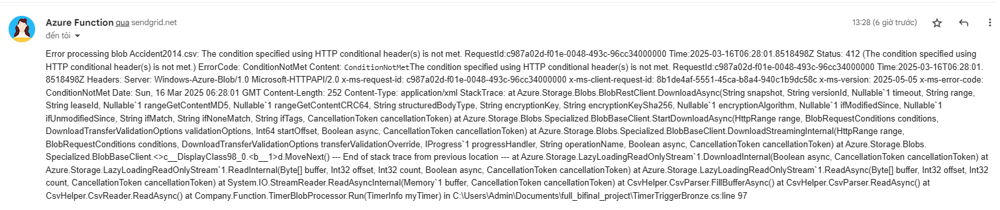 Azure Function qua sendgrid.net
13:28 (6 giờ trước)
đến tôi
Error processing blob Accident2014.csv: The condition specified using HTTP conditional header(s) is not met. RequestId:c987a02d-f01e-0048-493c-96cc34000000 Time:2025-03-16T06:28:01.8518498Z Status: 412 (The condition specified using
HTTP conditional header(s) is not met.) ErrorCode: ConditionNotMet Content: ConditionNotMetThe condition specified using HTTP conditional header(s) is not met. RequestId:c987a02d-f01e-0048-493c-96cc34000000 Time:2025-03-16T06:28:01.
8518498Z Headers: Server: Windows-Azure-Blob/1.0 Microsoft-HTTPAPI/2.0 x-ms-request-id: c987a02d-f01e-0048-493c-96cc34000000 x-ms-client-request-id: 8b1de4af-5551-45ca-b8a4-940c1b9dc58c x-ms-version: 2025-05-05 x-ms-error-code:
ConditionNotMet Date: Sun, 16 Mar 2025 06:28:01 GMT Content-Length: 252 Content-Type: application/xml StackTrace: at Azure.Storage.Blobs.BlobRestClient.DownloadAsync(String snapshot, String versionId, Nullable`1 timeout, String range,
String leaseId, Nullable`1 rangeGetContentMD5, Nullable`1 rangeGetContentCRC64, String structuredBodyType, String encryptionKey, String encryptionKeySha256, Nullable`1 encryptionAlgorithm, Nullable`1 ifModifiedSince, Nullable`1
ifUnmodifiedSince, String ifMatch, String ifNoneMatch, String ifTags, CancellationToken cancellationToken) at Azure.Storage.Blobs.Specialized.BlobBaseClient.StartDownloadAsync(HttpRange range, BlobRequestConditions conditions,
DownloadTransferValidationOptions validationOptions, Int64 startOffset, Boolean async, CancellationToken cancellationToken) at Azure.Storage.Blobs.Specialized.BlobBaseClient.DownloadStreamingInternal(HttpRange range,
BlobRequestConditions conditions, DownloadTransferValidationOptions transferValidationOverride, IProgress`1 progressHandler, String operationName, Boolean async, CancellationToken cancellationToken) at Azure.Storage.Blobs.
Specialized.BlobBaseClient.<>c__DisplayClass98_0.<b__1>d.MoveNext() --- End of stack trace from previous location --- at Azure.Storage.LazyLoadingReadOnlyStream`1.DownloadInternal(Boolean async, CancellationToken cancellationToken) at
Azure.Storage.LazyLoadingReadOnlyStream`1.ReadInternal(Byte[] buffer, Int32 offset, Int32 count, Boolean async, CancellationToken cancellationToken) at Azure.Storage.LazyLoadingReadOnlyStream`1.ReadAsync(Byte[] buffer, Int32 offset, Int32
count, CancellationToken cancellationToken) at System.IO.StreamReader.ReadAsyncInternal(Memory`1 buffer, CancellationToken cancellationToken) at CsvHelper.CsvParser.FillBufferAsync() at CsvHelper.CsvParser.ReadAsync() at
CsvHelper.CsvReader.ReadAsync() at Company.Function.TimerBlobProcessor.Run(TimerInfo myTimer) in C:\Users\Admin\Documents\full_bifinal_project\TimerTriggerBronze.cs:line 97